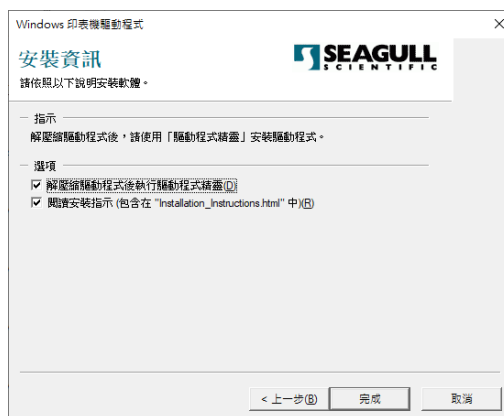 Windows 印表機驅動程式
安裝資訊
請依照以下說明安裝軟體。
SEAGULL
SCIENTIFIC
指示
解壓縮驅動程式後，請使用「驅動程式精靈」安裝驅動程式。
選項
解壓縮驅動程式後執行驅動程式精靈(D)
閱讀安裝指示 (包含在 "Installation_Instructions.html" 中)(R)
< 上一步(B)
完成
取消